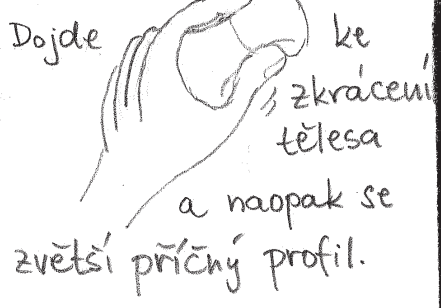 Dojde ke
zkrácení
tělesa
a naopak se
zvětší příčný profil.